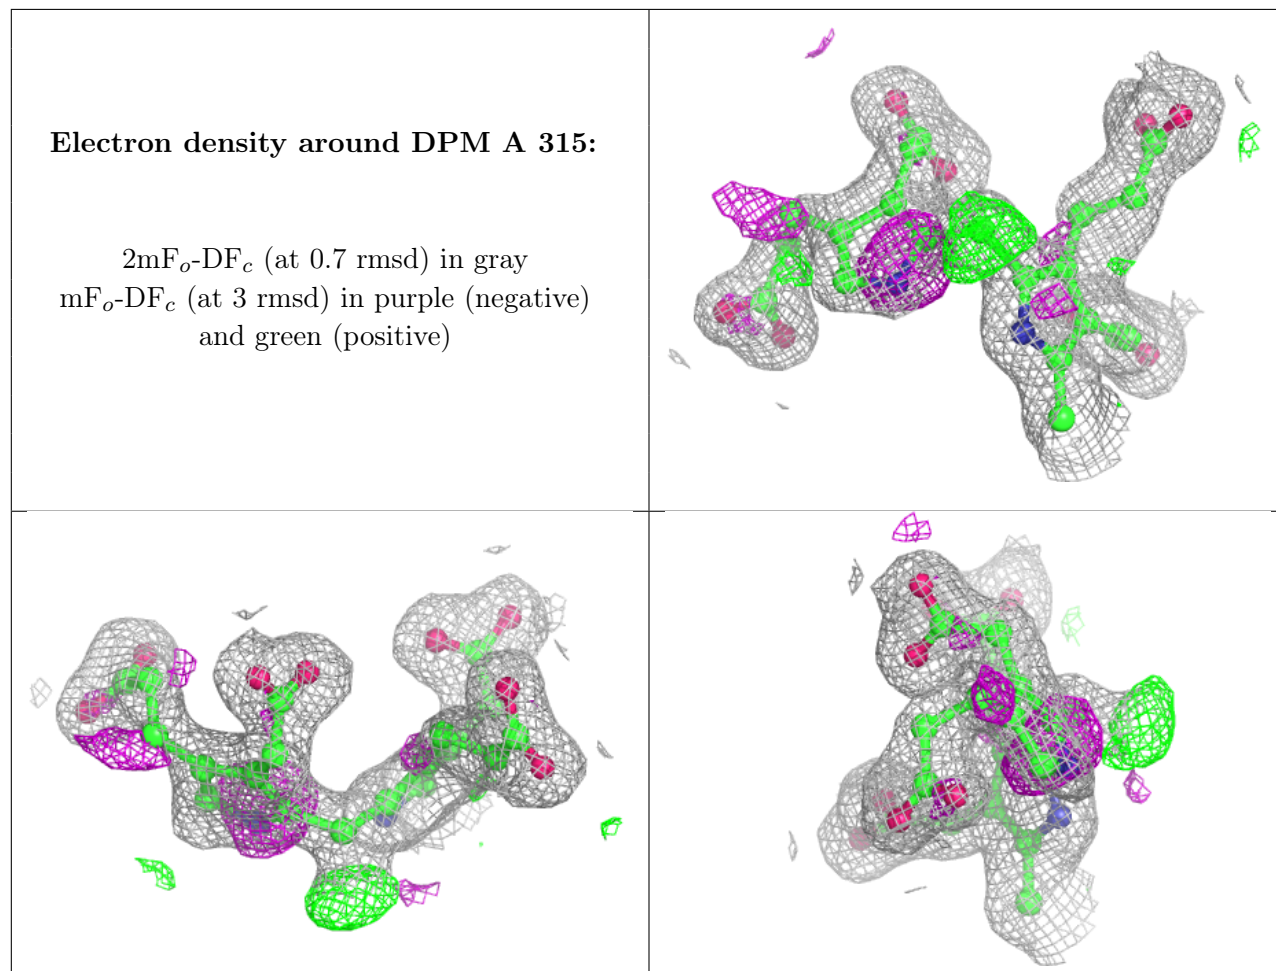 Electron density around DPM A 315:
2mFo-DFc (at 0.7 rmsd) in gray
mFo-DFc (at 3 rmsd) in purple (negative)
and green (positive)